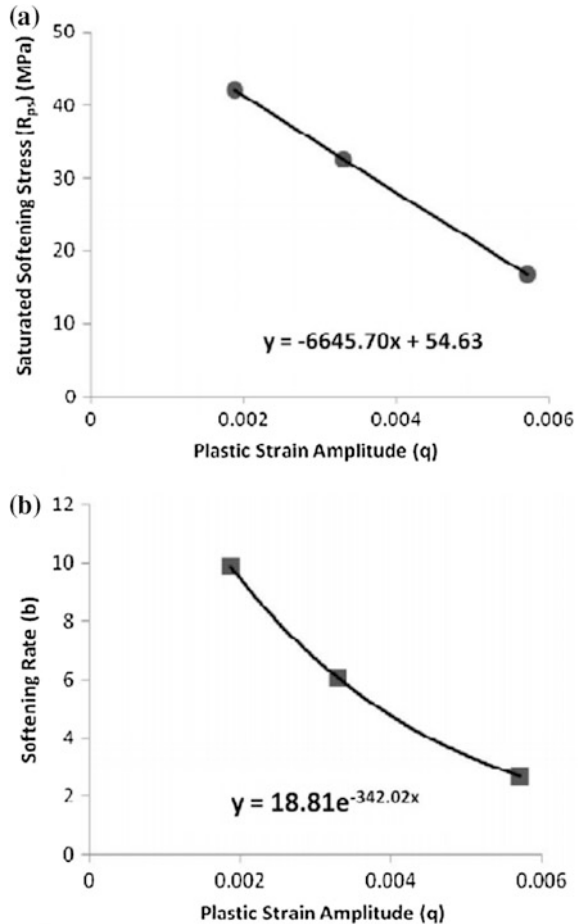 (a)
Saturated Softening Stress [Rps) (MPa)
50
40
30
20
10
0
y = -6645.70x + 54.63
0 0.002 0.004 0.006
Plastic Strain Amplitude (q)
(b)
Softening Rate (b)
12
10
8
6
4
2
0
y = 18.81e-342.02x
0 0.002 0.004 0.006
Plastic Strain Amplitude (q)